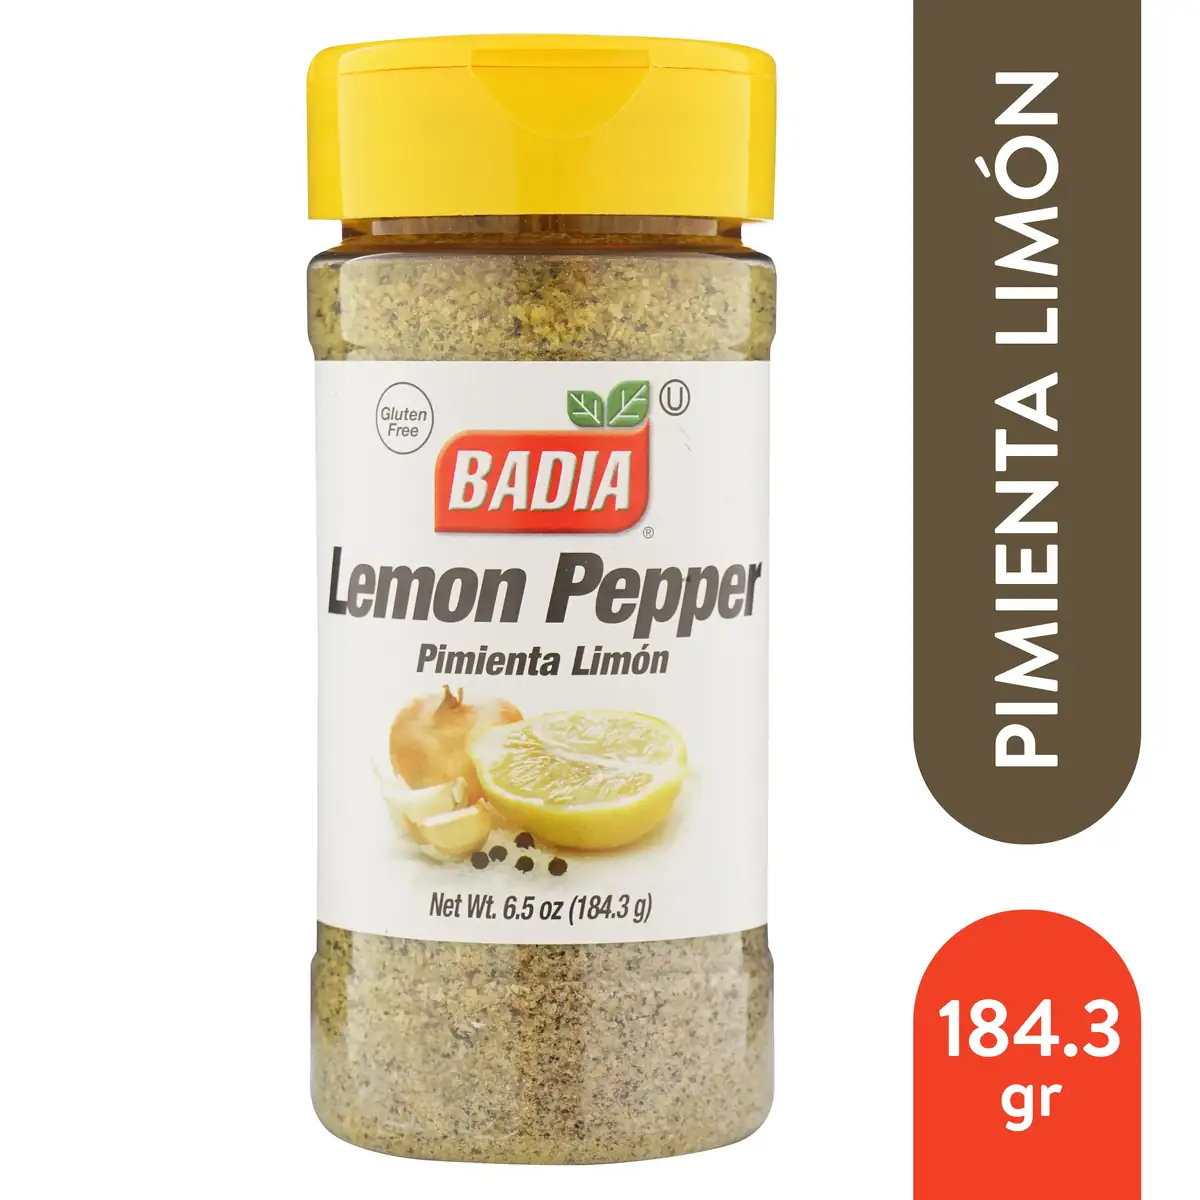 Gluten
Free
U
BADIA
®
Lemon Pepper
Pimienta Limón
Net Wt. 6.5 oz (184.3 g)
PIMIENTA LIMÓN
184.3
gr